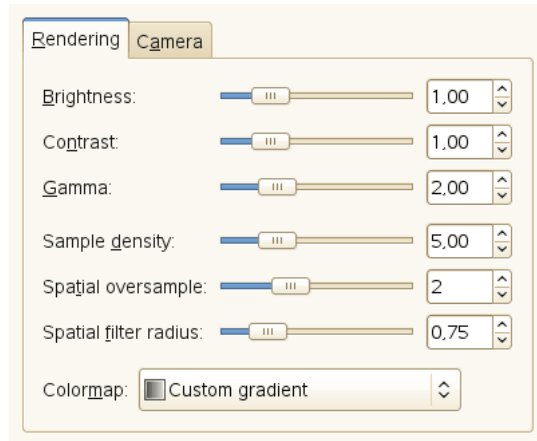 Rendering Camera
Brightness: 1,00
Contrast: 1,00
Gamma: 2,00
Sample density: 5,00
Spatial oversample: 2
Spatial filter radius: 0,75
Colormap: Custom gradient